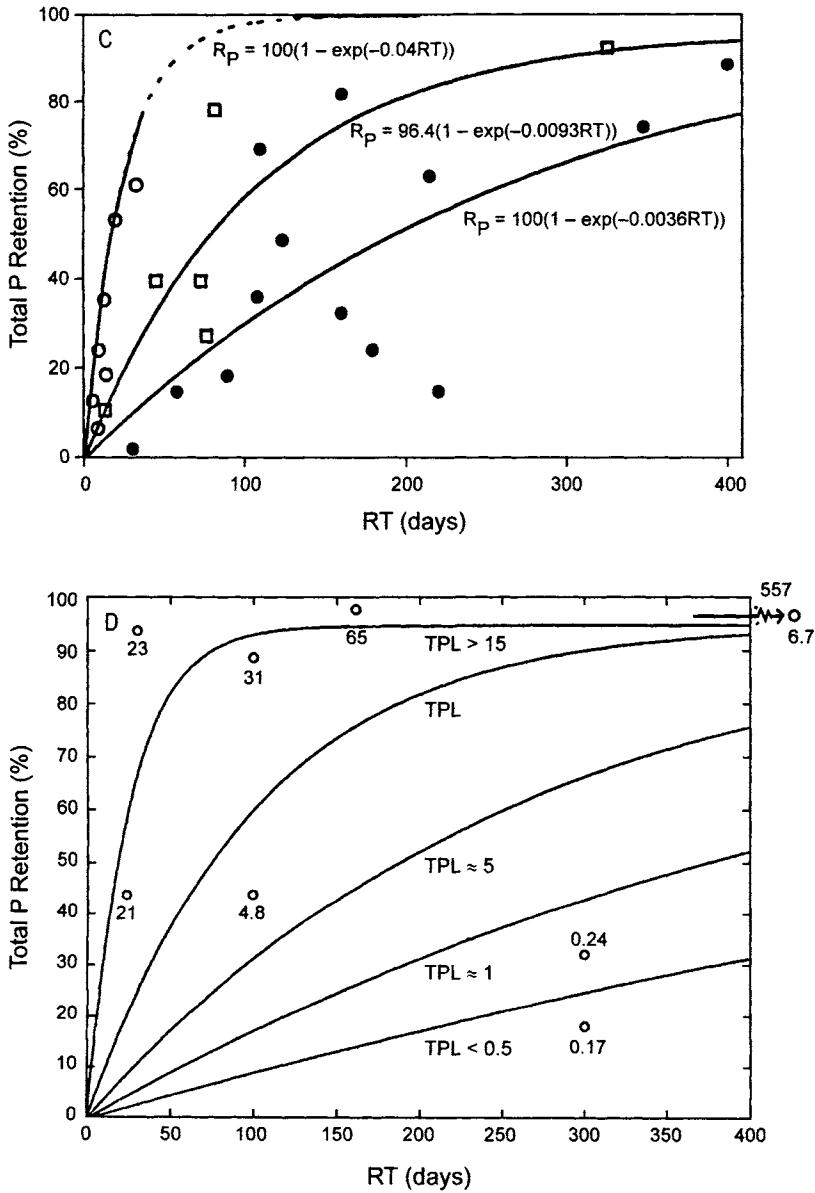 C
100
80
60
40
20
0
Total P Retention (%)
R_P = 100(1 – exp(–0.04RT))
R_P = 96.4(1 – exp(–0.0093RT))
R_P = 100(1 – exp(–0.0036RT))
0 100 200 300 400
RT (days)
D
100
90
80
70
60
50
40
30
20
10
0
Total P Retention (%)
557
6.7
23
65
31
TPL > 15
TPL
21
4.8
TPL ≈ 5
0.24
TPL ≈ 1
TPL < 0.5
0.17
0 50 100 150 200 250 300 350 400
RT (days)